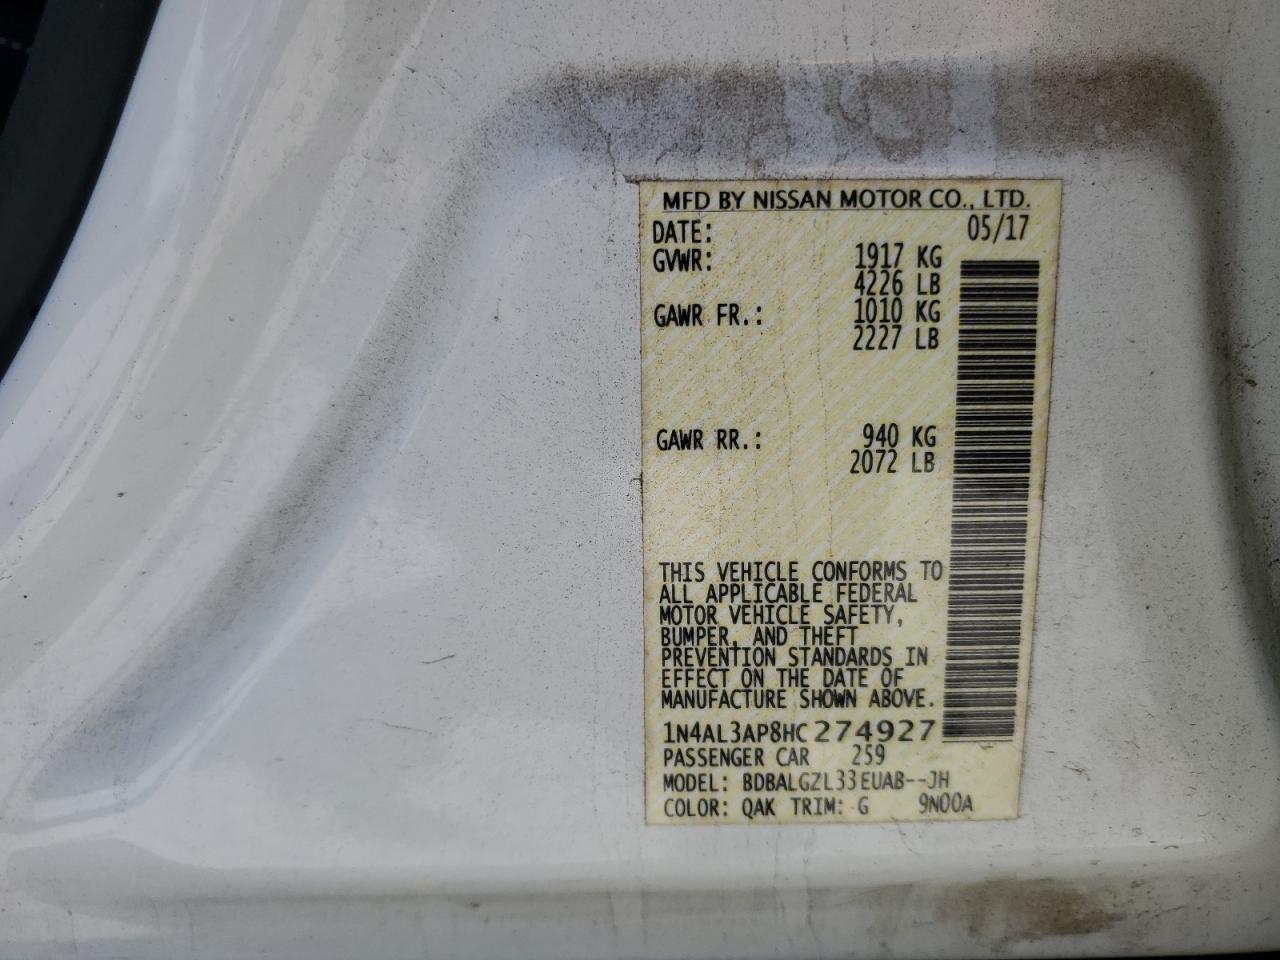 MFD BY NISSAN MOTOR CO., LTD.
DATE: 05/17
GVWR: 1917 KG
4226 LB
GAWR FR.: 1010 KG
2227 LB
GAWR RR.: 940 KG
2072 LB
THIS VEHICLE CONFORMS TO
ALL APPLICABLE FEDERAL
MOTOR VEHICLE SAFETY,
BUMPER, AND THEFT
PREVENTION STANDARDS IN
EFFECT ON THE DATE OF
MANUFACTURE SHOWN ABOVE.
1N4AL3AP8HC274927
PASSENGER CAR 259
MODEL: BDBALGZL33EUAB--JH
COLOR: QAK TRIM: G 9N00A